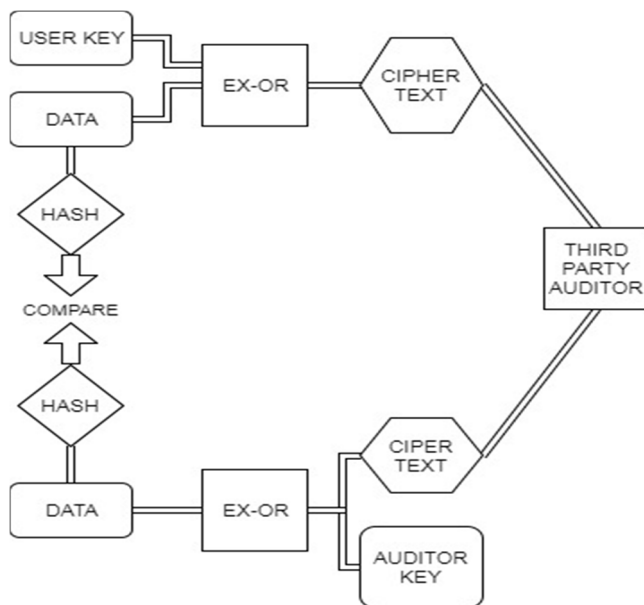 USER KEY
DATA
EX-OR
CIPHER
TEXT
HASH
COMPARE
HASH
THIRD
PARTY
AUDITOR
DATA
EX-OR
CIPER
TEXT
AUDITOR
KEY